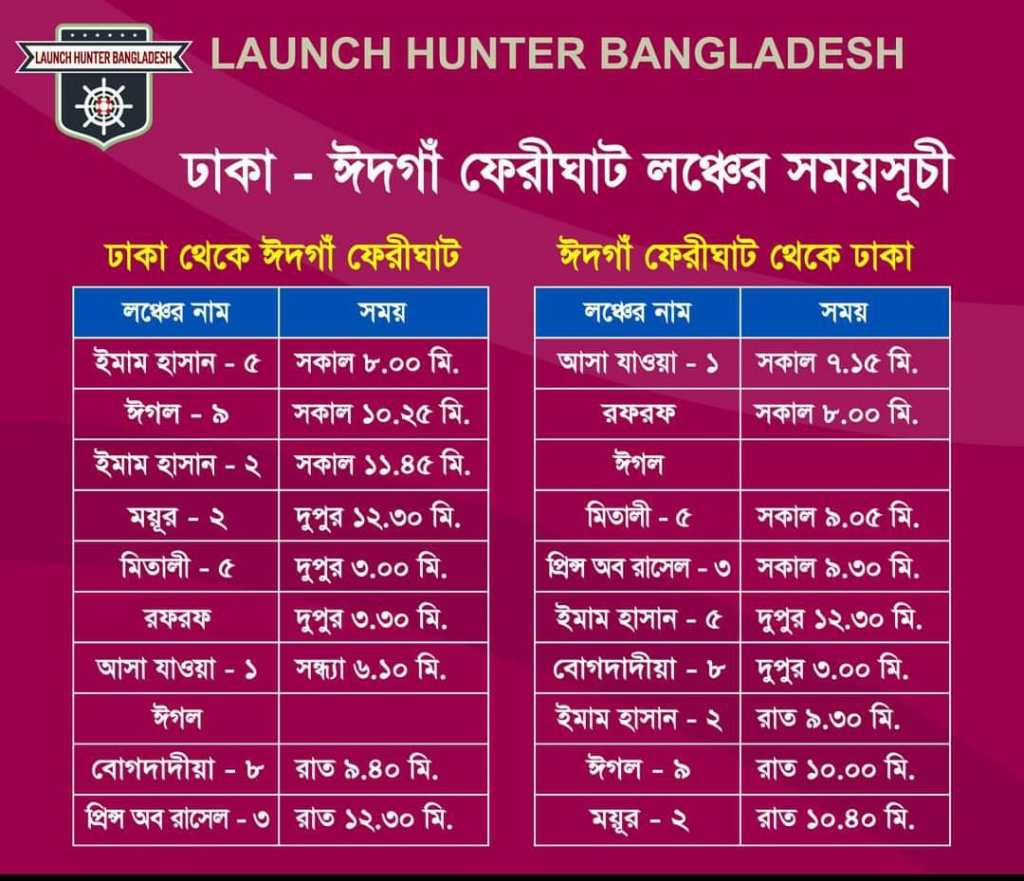 LAUNCH HUNTER BANGLADESH
LAUNCH HUNTER BANGLADESH
ঢাকা - ঈদগাঁ ফেরীঘাট লঞ্চের সময়সূচী
ঢাকা থেকে ঈদগাঁ ফেরীঘাট
লঞ্চের নাম সময়
ইমাম হাসান - ৫ সকাল ৮.০০ মি.
ঈগল - ৯ সকাল ১০.২৫ মি.
ইমাম হাসান - ২ সকাল ১১.৪৫ মি.
ময়ূর - ২ দুপুর ১২.৩০ মি.
মিতালী - ৫ দুপুর ৩.০০ মি.
রফরফ দুপুর ৩.৩০ মি.
আসা যাওয়া - ১ সন্ধ্যা ৬.১০ মি.
ঈগল
বোগদাদীয়া - ৮ রাত ৯.৪০ মি.
প্রিন্স অব রাসেল - ৩ রাত ১২.৩০ মি.
ঈদগাঁ ফেরীঘাট থেকে ঢাকা
লঞ্চের নাম সময়
আসা যাওয়া - ১ সকাল ৭.১৫ মি.
রফরফ সকাল ৮.০০ মি.
ঈগল
মিতালী - ৫ সকাল ৯.০৫ মি.
প্রিন্স অব রাসেল - ৩ সকাল ৯.৩০ মি.
ইমাম হাসান - ৫ দুপুর ১২.৩০ মি.
বোগদাদীয়া - ৮ দুপুর ৩.০০ মি.
ইমাম হাসান - ২ রাত ৯.৩০ মি.
ঈগল - ৯ রাত ১০.০০ মি.
ময়ূর - ২ রাত ১০.৪০ মি.